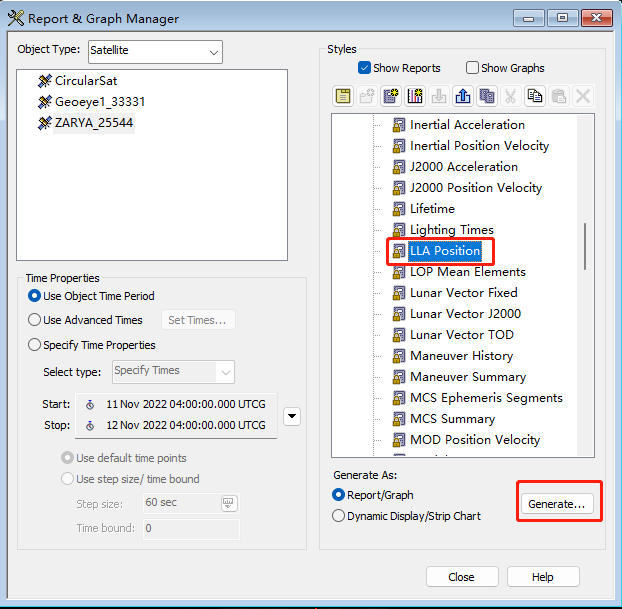 Report & Graph Manager
Object Type:
Satellite
CircularSat
Geoeye1_33331
ZARYA_25544
Time Properties
Use Object Time Period
Use Advanced Times
Set Times...
Specify Time Properties
Select type:
Specify Times
Start:
11 Nov 2022 04:00:00.000 UTCG
Stop:
12 Nov 2022 04:00:00.000 UTCG
Use default time points
Use step size/ time bound
Step size:
60 sec
Time bound:
0
Styles
Show Reports
Show Graphs
Inertial Acceleration
Inertial Position Velocity
J2000 Acceleration
J2000 Position Velocity
Lifetime
Lighting Times
LLA Position
LOP Mean Elements
Lunar Vector Fixed
Lunar Vector J2000
Lunar Vector TOD
Maneuver History
Maneuver Summary
MCS Ephemeris Segments
MCS Summary
MOD Position Velocity
Generate As:
Report/Graph
Dynamic Display/Strip Chart
Generate...
Close
Help